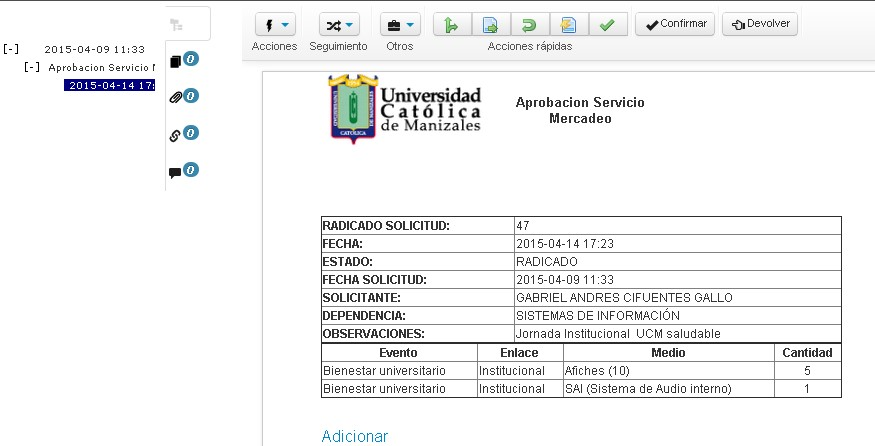 Acciones
Seguimiento
Otros
Acciones rápidas
Confirmar
Devolver
[-] 2015-04-09 11:33
[-] Aprobacion Servicio
2015-04-14 17:
0
0
0
0
Universidad
Católica
de Manizales
CATOLICA
Aprobacion Servicio
Mercadeo
RADICADO SOLICITUD: 47
FECHA: 2015-04-14 17:23
ESTADO: RADICADO
FECHA SOLICITUD: 2015-04-09 11:33
SOLICITANTE: GABRIEL ANDRES CIFUENTES GALLO
DEPENDENCIA: SISTEMAS DE INFORMACIÓN
OBSERVACIONES: Jornada Institucional UCM saludable
Evento Enlace Medio Cantidad
Bienestar universitario Institucional Afiches (10) 5
Bienestar universitario Institucional SAI (Sistema de Audio interno) 1
Adicionar